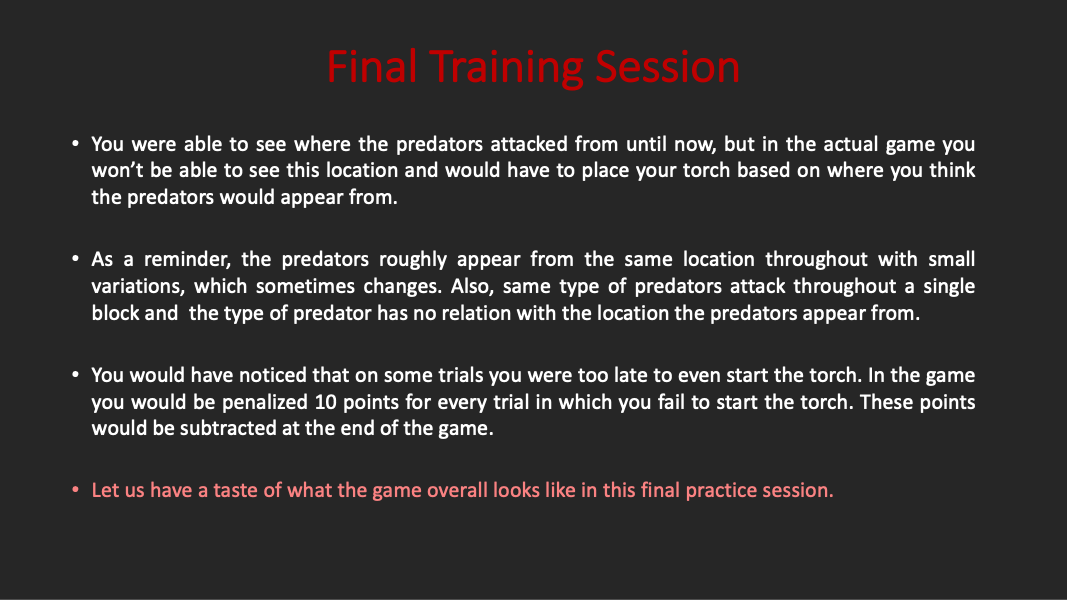 Final Training Session
• You were able to see where the predators attacked from until now, but in the actual game you
won’t be able to see this location and would have to place your torch based on where you think
the predators would appear from.
• As a reminder, the predators roughly appear from the same location throughout with small
variations, which sometimes changes. Also, same type of predators attack throughout a single
block and  the type of predator has no relation with the location the predators appear from.
• You would have noticed that on some trials you were too late to even start the torch. In the game
you would be penalized 10 points for every trial in which you fail to start the torch. These points
would be subtracted at the end of the game.
• Let us have a taste of what the game overall looks like in this final practice session.